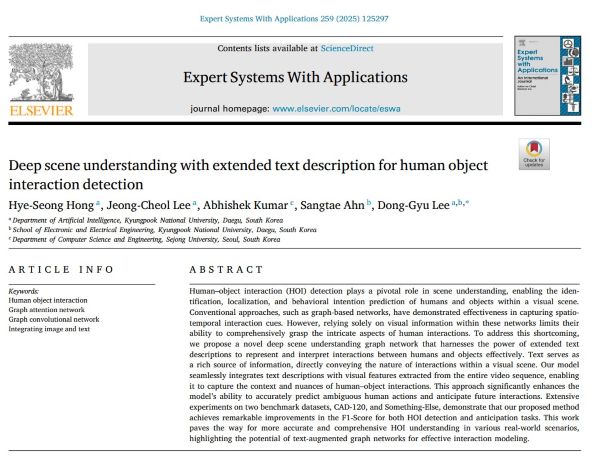 Expert Systems With Applications 259 (2025) 125297
Contents lists available at ScienceDirect
Expert Systems With Applications
journal homepage: www.elsevier.com/locate/eswa
ELSEVIER
Expert
Systems
with
Applications
An International
Journal
Check for
updates
Deep scene understanding with extended text description for human object
interaction detection
Hye-Seong Hong a, Jeong-Cheol Lee a, Abhishek Kumar c, Sangtae Ahn b, Dong-Gyu Lee a,b,*
a Department of Artificial Intelligence, Kyungpook National University, Daegu, South Korea
b School of Electronic and Electrical Engineering, Kyungpook National University, Daegu, South Korea
c Department of Computer Science and Engineering, Sejong University, Seoul, South Korea
ARTICLE INFO
Keywords:
Human object interaction
Graph attention network
Graph convolutional network
Integrating image and text
ABSTRACT
Human–object interaction (HOI) detection plays a pivotal role in scene understanding, enabling the iden-
tification, localization, and behavioral intention prediction of humans and objects within a visual scene.
Conventional approaches, such as graph-based networks, have demonstrated effectiveness in capturing spatio-
temporal interaction cues. However, relying solely on visual information within these networks limits their
ability to comprehensively grasp the intricate aspects of human interactions. To address this shortcoming,
we propose a novel deep scene understanding graph network that harnesses the power of extended text
descriptions to represent and interpret interactions between humans and objects effectively. Text serves as
a rich source of information, directly conveying the nature of interactions within a visual scene. Our model
seamlessly integrates text descriptions with visual features extracted from the entire video sequence, enabling
it to capture the context and nuances of human–object interactions. This approach significantly enhances the
model's ability to accurately predict ambiguous human actions and anticipate future interactions. Extensive
experiments on two benchmark datasets, CAD-120, and Something-Else, demonstrate that our proposed method
achieves remarkable improvements in the F1-Score for both HOI detection and anticipation tasks. This work
paves the way for more accurate and comprehensive HOI understanding in various real-world scenarios,
highlighting the potential of text-augmented graph networks for effective interaction modeling.